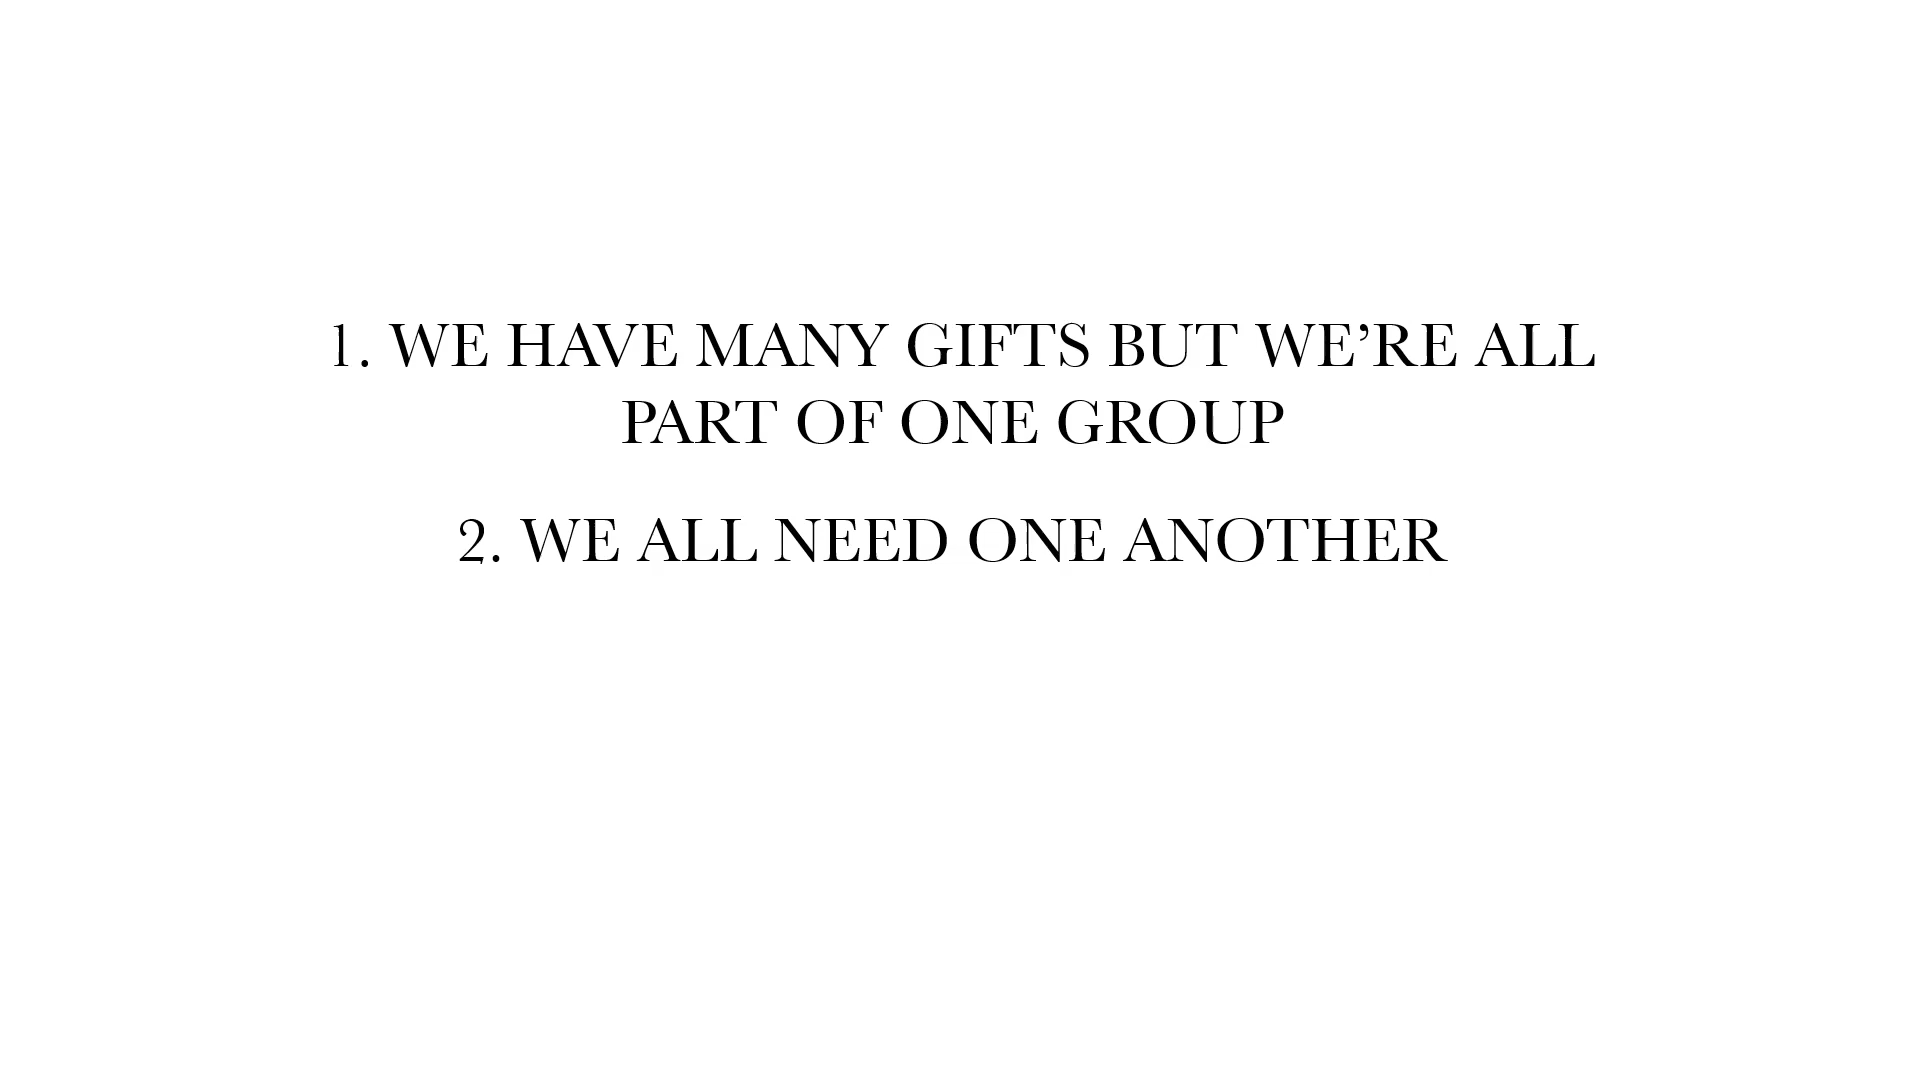 1. WE HAVE MANY GIFTS BUT WE’RE ALL
PART OF ONE GROUP
2. WE ALL NEED ONE ANOTHER